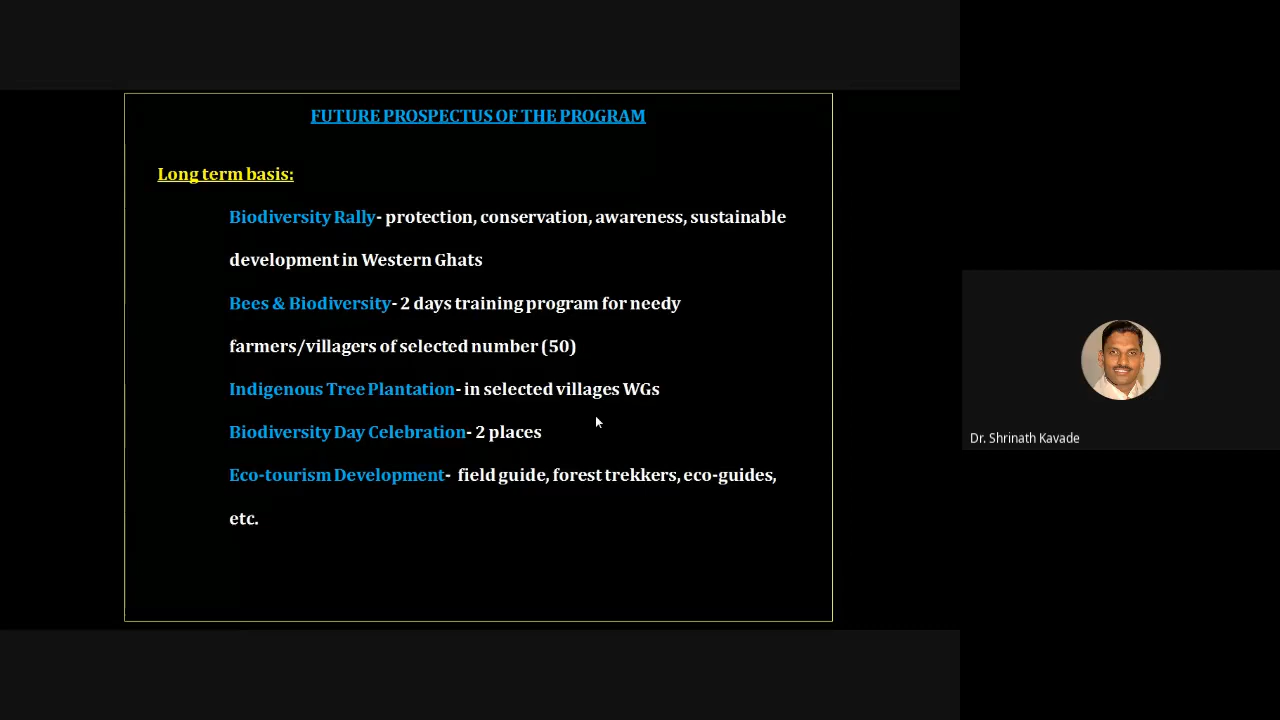 FUTURE PROSPECTUS OF THE PROGRAM
Long term basis:
Biodiversity Rally- protection, conservation, awareness, sustainable
development in Western Ghats
Bees & Biodiversity- 2 days training program for needy
farmers/villagers of selected number (50)
Indigenous Tree Plantation- in selected villages WGs
Biodiversity Day Celebration- 2 places
Eco-tourism Development-  field guide, forest trekkers, eco-guides,
etc.
Dr. Shrinath Kavade